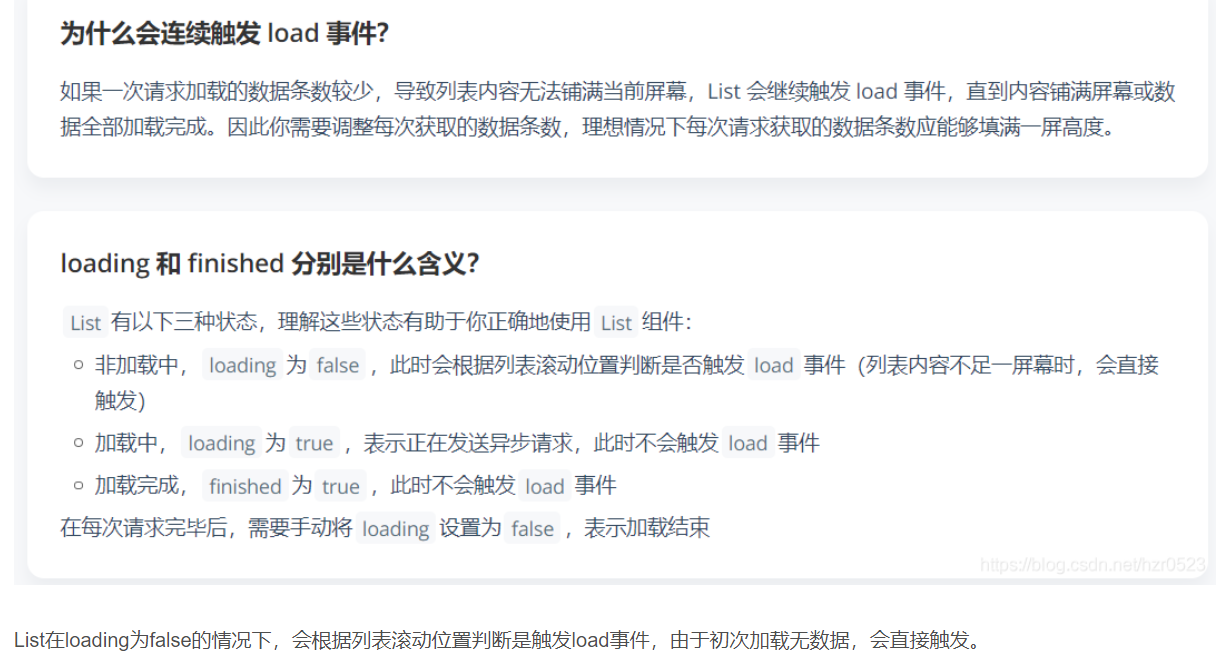 为什么会连续触发 load 事件？
如果一次请求加载的数据条数较少，导致列表内容无法铺满当前屏幕，List 会继续触发 load 事件，直到内容铺满屏幕或数
据全部加载完成。因此你需要调整每次获取的数据条数，理想情况下每次请求获取的数据条数应能够填满一屏高度。
loading 和 finished 分别是什么含义？
List 有以下三种状态，理解这些状态有助于你正确地使用 List 组件：
非加载中，loading 为 false，此时会根据列表滚动位置判断是否触发 load 事件（列表内容不足一屏幕时，会直接
触发）
加载中，loading 为 true，表示正在发送异步请求，此时不会触发 load 事件
加载完成，finished 为 true，此时不会触发 load 事件
在每次请求完毕后，需要手动将 loading 设置为 false，表示加载结束
https://blog.csdn.net/hzr0523
List在loading为false的情况下，会根据列表滚动位置判断是触发load事件，由于初次加载无数据，会直接触发。